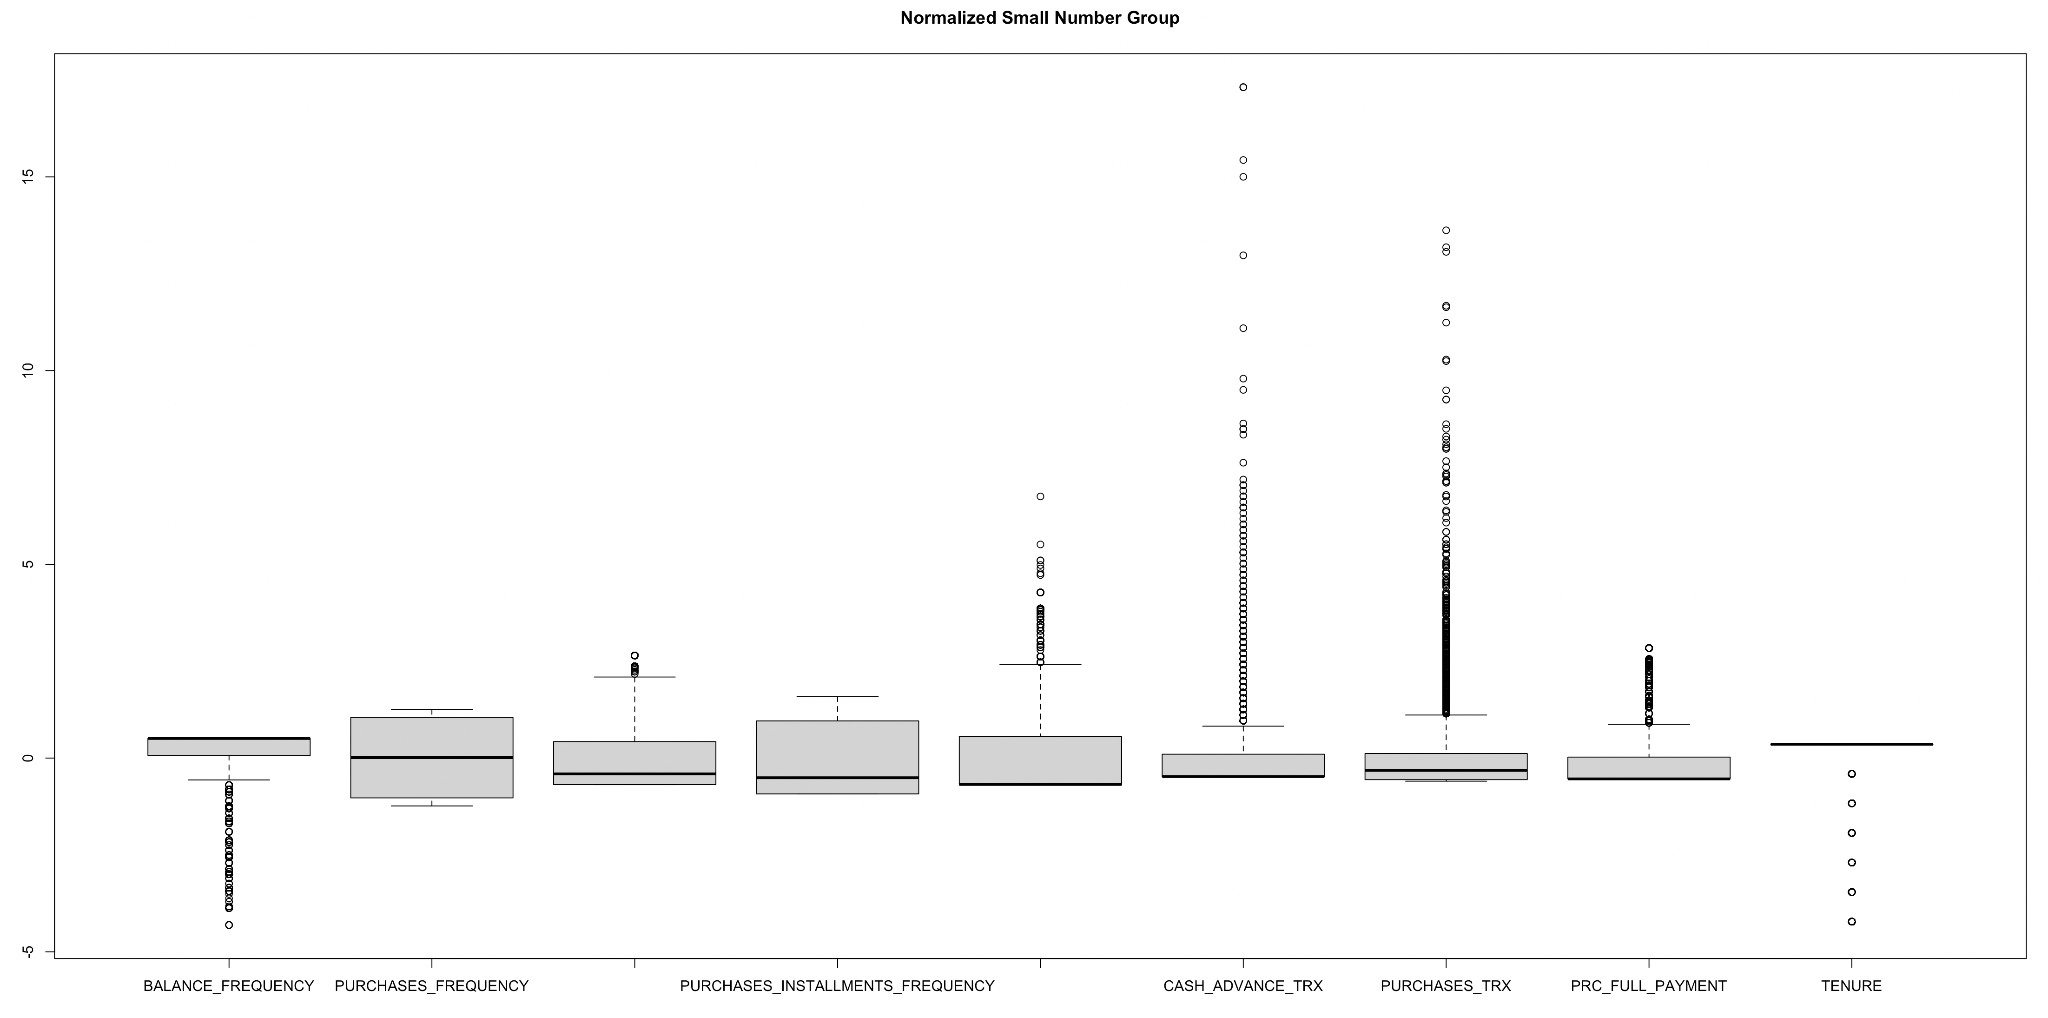 Normalized Small Number Group
15
10
5
0
-5
BALANCE_FREQUENCY PURCHASES_FREQUENCY PURCHASES_INSTALLMENTS_FREQUENCY CASH_ADVANCE_TRX PURCHASES_TRX PRC_FULL_PAYMENT TENURE